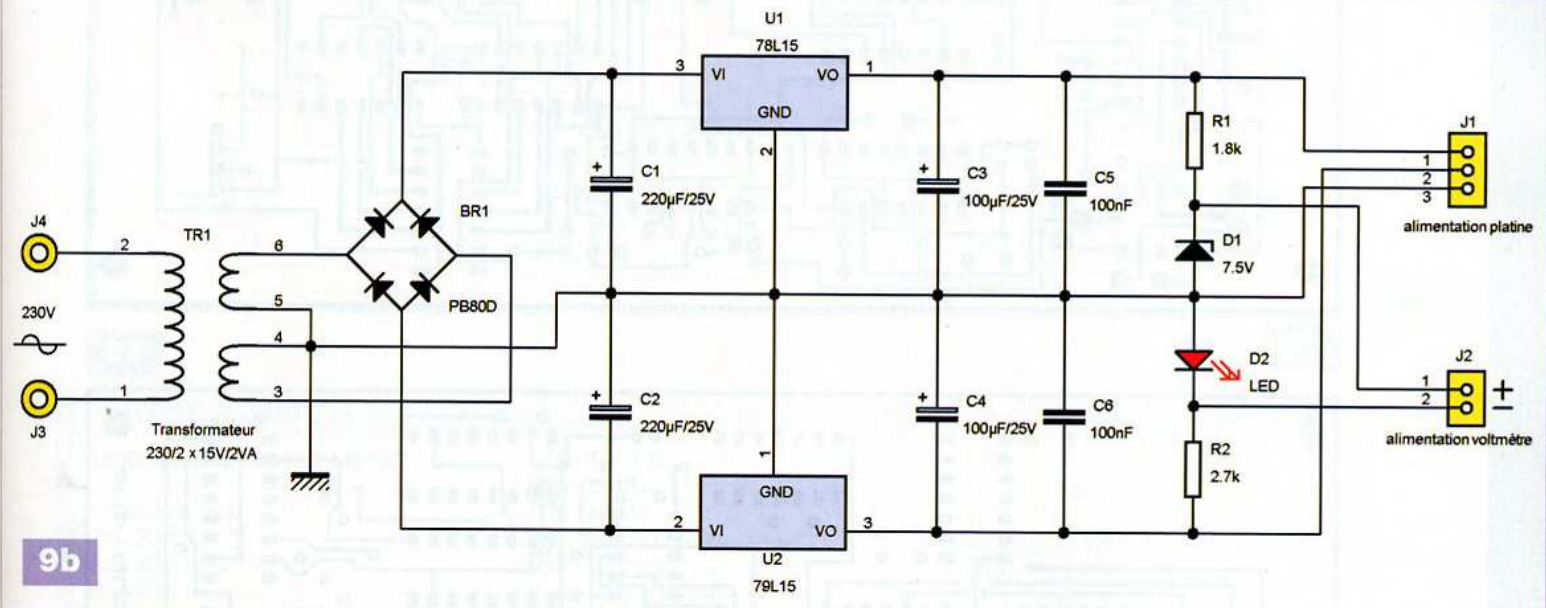 U1
78L15
3
VI
VO
1
GND
2
R1
1.8k
J1
1
2
3
alimentation platine
+
C1
220µF/25V
+
C3
100µF/25V
C5
100nF
J4
2
TR1
6
BR1
D1
7.5V
230V
5
PB80D
4
D2
LED
J2
1
2
+
−
alimentation voltmètre
1
3
J3
Transformateur
230/2 x 15V/2VA
+
C2
220µF/25V
+
C4
100µF/25V
C6
100nF
R2
2.7k
1
GND
2
VI
VO
3
U2
79L15
9b